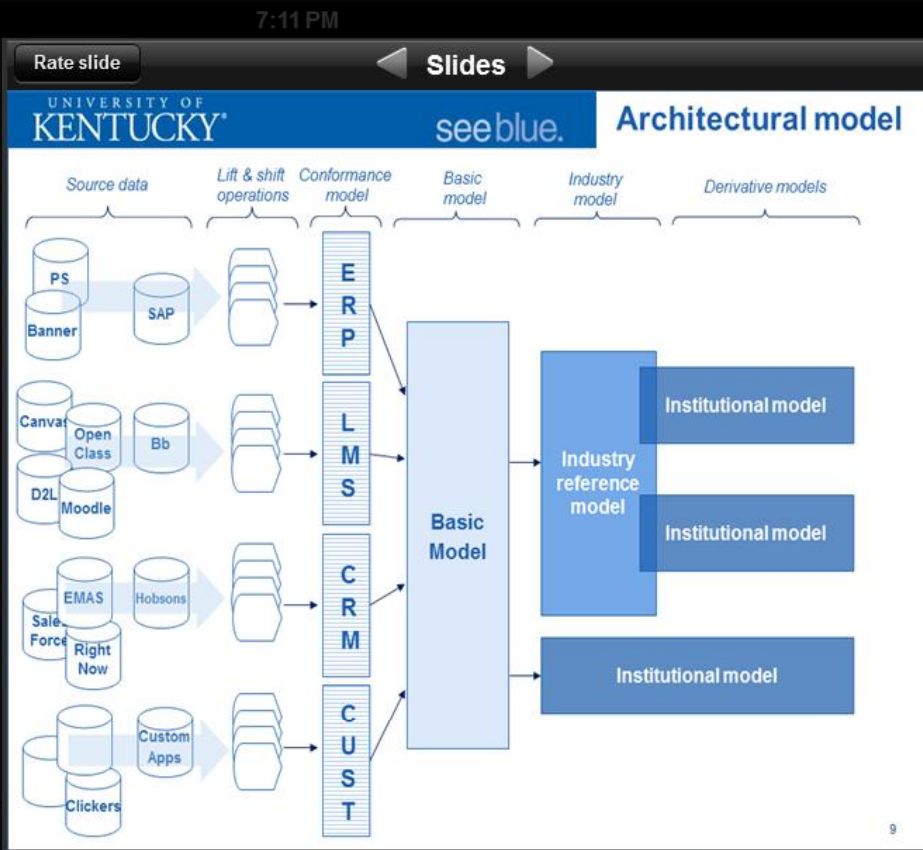 7:11 PM
Rate slide
Slides
UNIVERSITY OF
KENTUCKY®
see blue.
Architectural model
Source data
Lift & shift
operations
Conformance
model
Basic
model
Industry
model
Derivative models
PS
Banner
SAP
E
R
P
Canvas
Open
Class
Bb
D2L
Moodle
L
M
S
EMAS
Hobsons
Sales
Force
Right
Now
C
R
M
Custom
Apps
Clickers
C
U
S
T
Basic
Model
Industry
reference
model
Institutional model
Institutional model
Institutional model
9